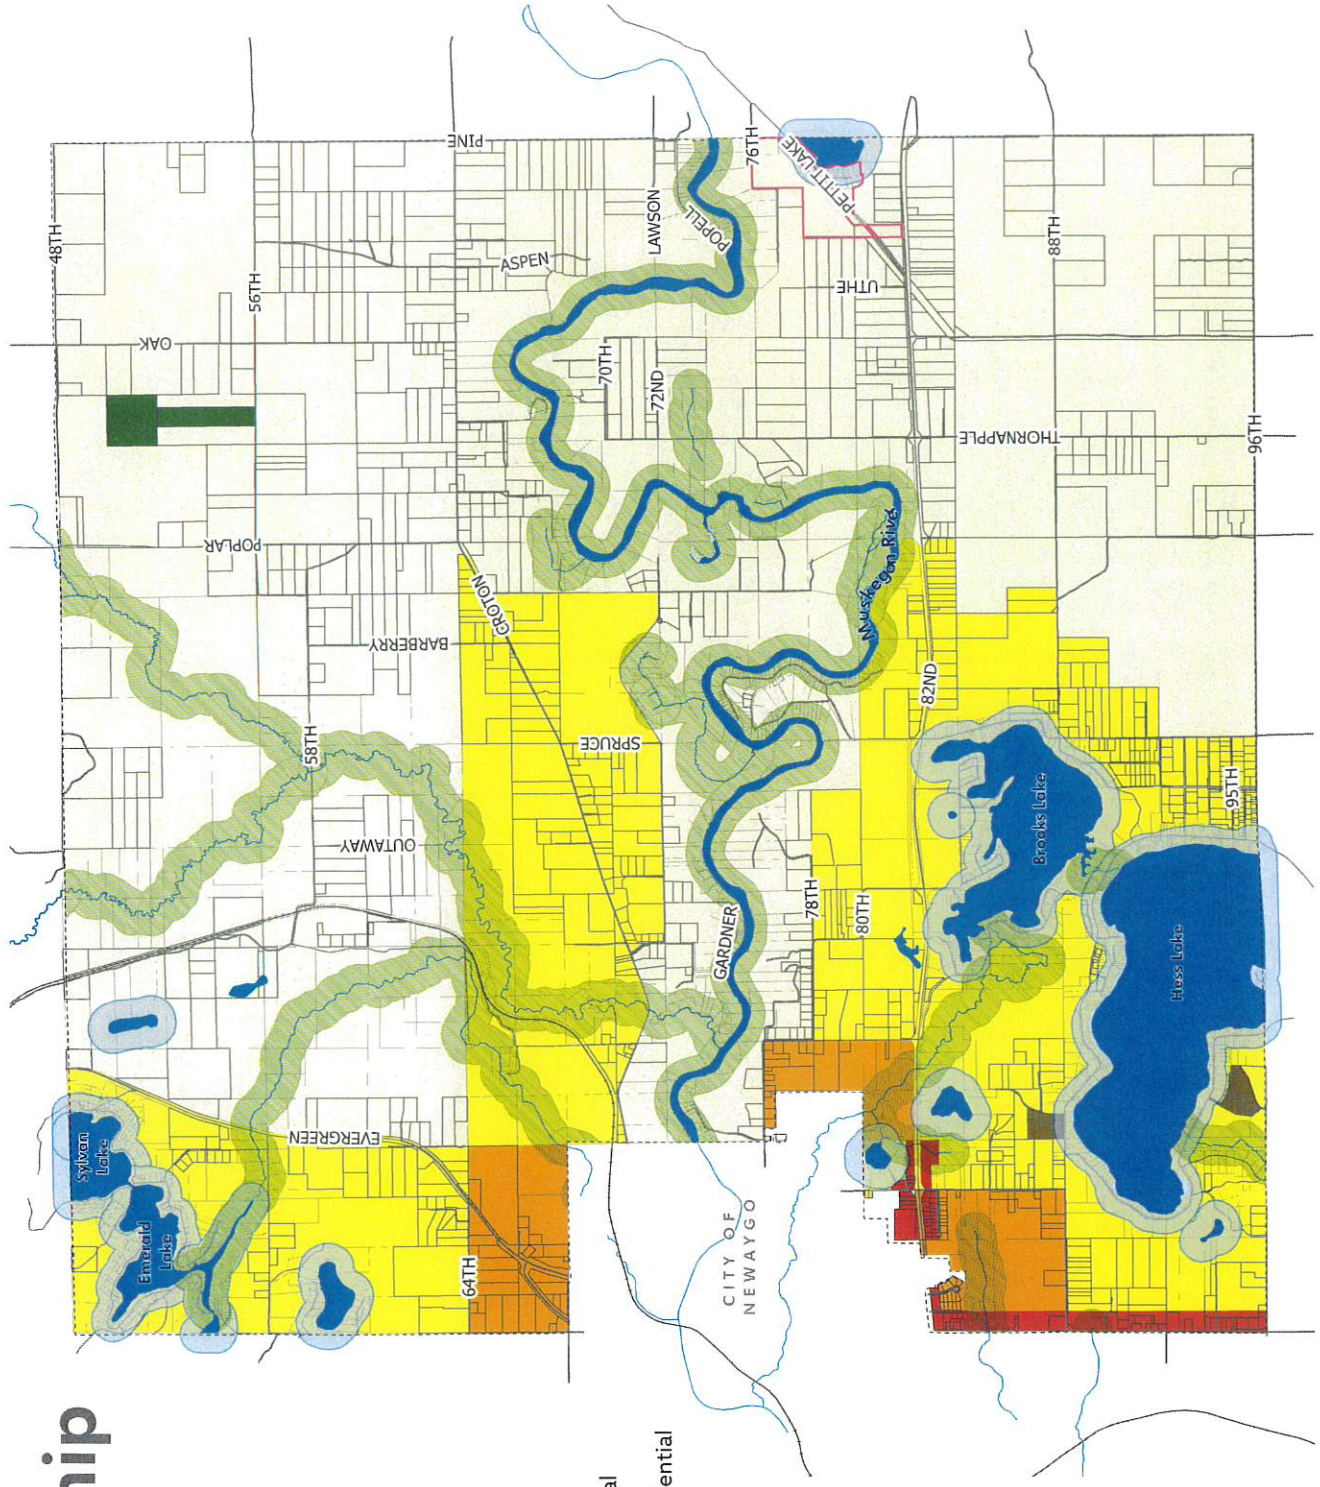 ship
al
ential
48TH
PINE
56TH
OAK
ASPEN
LAWSON
POPELL
76TH
PETTIT LAKE
UTHE
88TH
70TH
72ND
THORNAPPLE
96TH
POPLAR
CROTON
BARBERRY
Muskegon River
82ND
58TH
SPRUCE
OUTAWAY
GARDNER
78TH
80TH
Brooks Lake
95TH
Hess Lake
EVERGREEN
Sylvan
Lake
Emerald
Lake
64TH
CITY OF
NEWAYGO